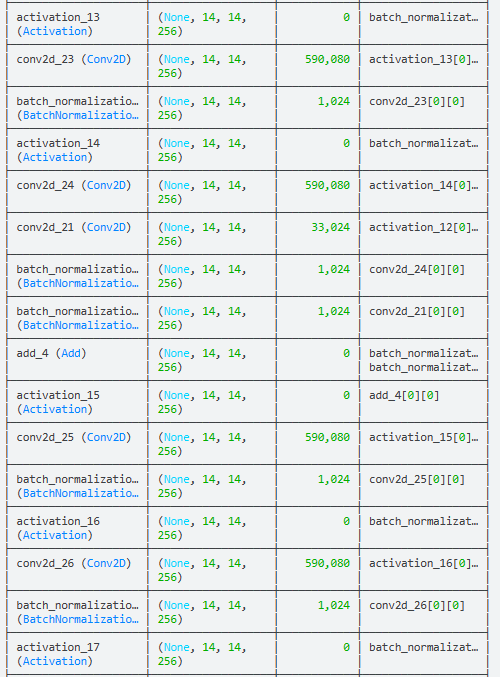 activation_13 (None, 14, 14, 0 batch_normalizat…
(Activation) 256)
conv2d_23 (Conv2D) (None, 14, 14, 590,080 activation_13[0]…
256)
batch_normalizatio… (None, 14, 14, 1,024 conv2d_23[0][0]
(BatchNormalizatio… 256)
activation_14 (None, 14, 14, 0 batch_normalizat…
(Activation) 256)
conv2d_24 (Conv2D) (None, 14, 14, 590,080 activation_14[0]…
256)
conv2d_21 (Conv2D) (None, 14, 14, 33,024 activation_12[0]…
256)
batch_normalizatio… (None, 14, 14, 1,024 conv2d_24[0][0]
(BatchNormalizatio… 256)
batch_normalizatio… (None, 14, 14, 1,024 conv2d_21[0][0]
(BatchNormalizatio… 256)
add_4 (Add) (None, 14, 14, 0 batch_normalizat…
256) batch_normalizat…
activation_15 (None, 14, 14, 0 add_4[0][0]
(Activation) 256)
conv2d_25 (Conv2D) (None, 14, 14, 590,080 activation_15[0]…
256)
batch_normalizatio… (None, 14, 14, 1,024 conv2d_25[0][0]
(BatchNormalizatio… 256)
activation_16 (None, 14, 14, 0 batch_normalizat…
(Activation) 256)
conv2d_26 (Conv2D) (None, 14, 14, 590,080 activation_16[0]…
256)
batch_normalizatio… (None, 14, 14, 1,024 conv2d_26[0][0]
(BatchNormalizatio… 256)
activation_17 (None, 14, 14, 0 batch_normalizat…
(Activation) 256)